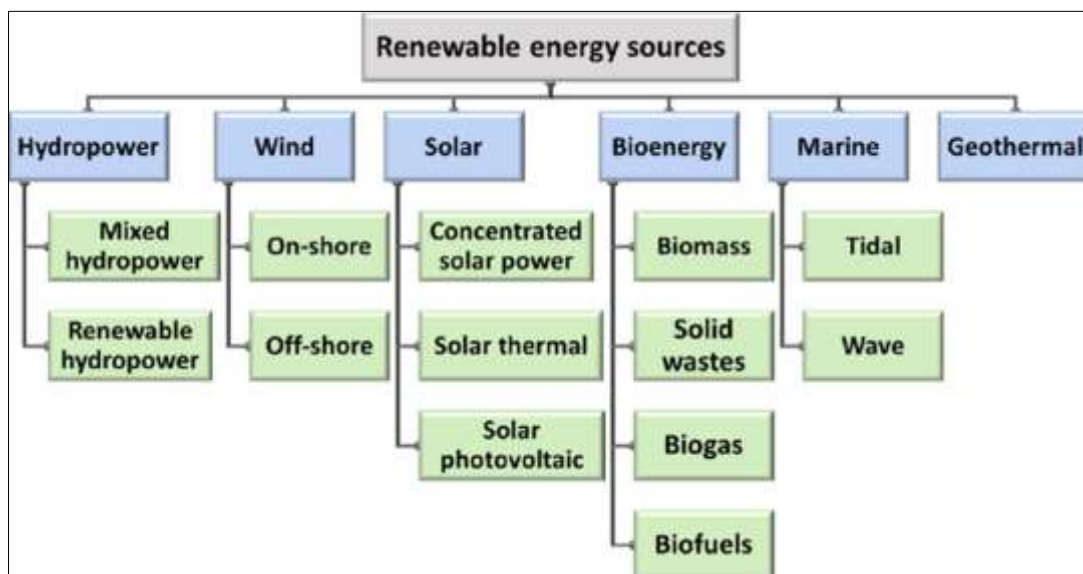 Renewable energy sources
Hydropower
Wind
Solar
Bioenergy
Marine
Geothermal
Mixed
hydropower
Renewable
hydropower
On-shore
Off-shore
Concentrated
solar power
Solar thermal
Solar
photovoltaic
Biomass
Solid
wastes
Biogas
Biofuels
Tidal
Wave